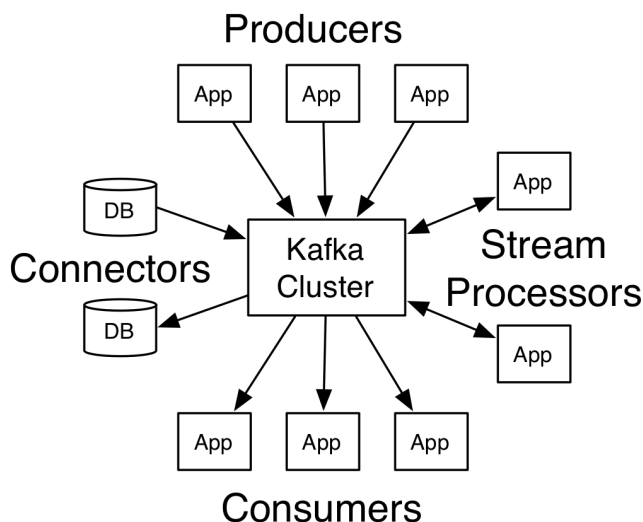 Producers
App
App
App
DB
App
Kafka
Cluster
Stream
Processors
Connectors
DB
App
App
App
App
Consumers